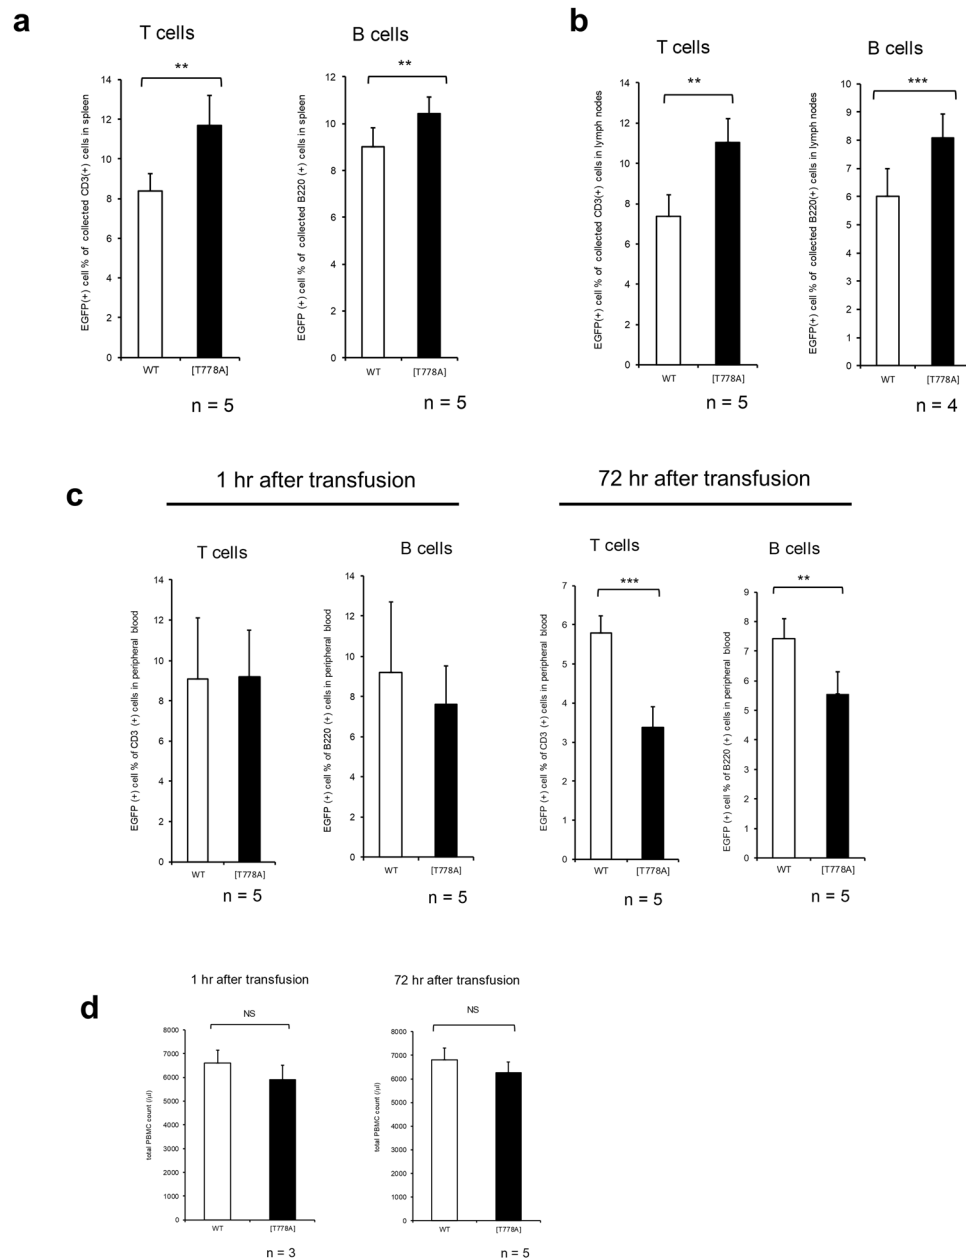 a
T cells
B cells
**
**
EGFP(+) cell % of collected CD3(+) cells in spleen
14
12
10
8
6
4
2
0
WT
[T778A]
n = 5
EGFP (+) cell % of collected B220 (+) cells in spleen
12
10
8
6
4
2
0
WT
[T778A]
n = 5
b
T cells
B cells
**
***
EGFP(+) cell % of collected CD3(+) cells in lymph nodes
14
12
10
8
6
4
2
0
WT
[T778A]
n = 5
EGFP(+) cell % of collected B220(+) cells in lymph nodes
10
9
8
7
6
5
4
3
2
1
0
WT
[T778A]
n = 4
c
1 hr after transfusion
T cells
B cells
EGFP (+) cell % of CD3 (+) cells in peripheral blood
14
12
10
8
6
4
2
0
WT
[T778A]
n = 5
EGFP (+) cell % of B220 (+) cells in peripheral blood
14
12
10
8
6
4
2
0
WT
[T778A]
n = 5
72 hr after transfusion
T cells
B cells
***
**
EGFP (+) cell % of CD3 (+) cells in peripheral blood
7
6
5
4
3
2
1
0
WT
[T778A]
n = 5
EGFP (+) cell % of B220 (+) cells in peripheral blood
9
8
7
6
5
4
3
2
1
0
WT
[T778A]
n = 5
d
1 hr after transfusion
NS
total PBMC count (/µl)
8000
7000
6000
5000
4000
3000
2000
1000
0
WT
[T778A]
n = 3
72 hr after transfusion
NS
total PBMC count (/µl)
8000
7000
6000
5000
4000
3000
2000
1000
0
WT
[T778A]
n = 5